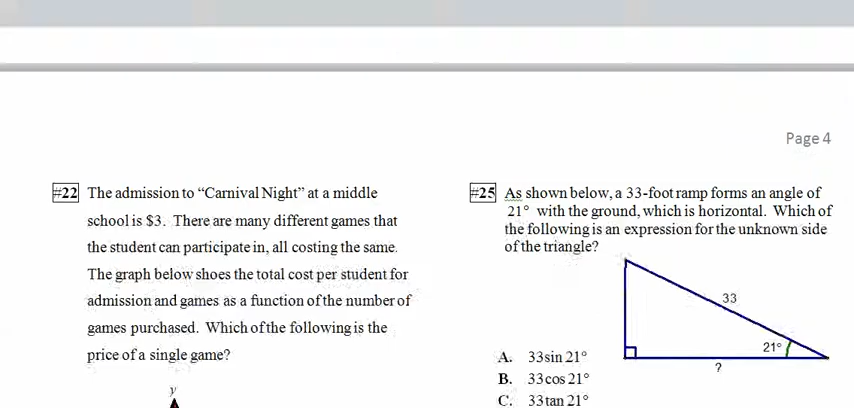 Page 4
#22 The admission to “Carnival Night” at a middle
school is $3. There are many different games that
the student can participate in, all costing the same.
The graph below shoes the total cost per student for
admission and games as a function of the number of
games purchased. Which of the following is the
price of a single game?
y
#25 As shown below, a 33-foot ramp forms an angle of
21° with the ground, which is horizontal. Which of
the following is an expression for the unknown side
of the triangle?
33
21°
?
A. 33sin 21°
B. 33cos 21°
C. 33tan 21°